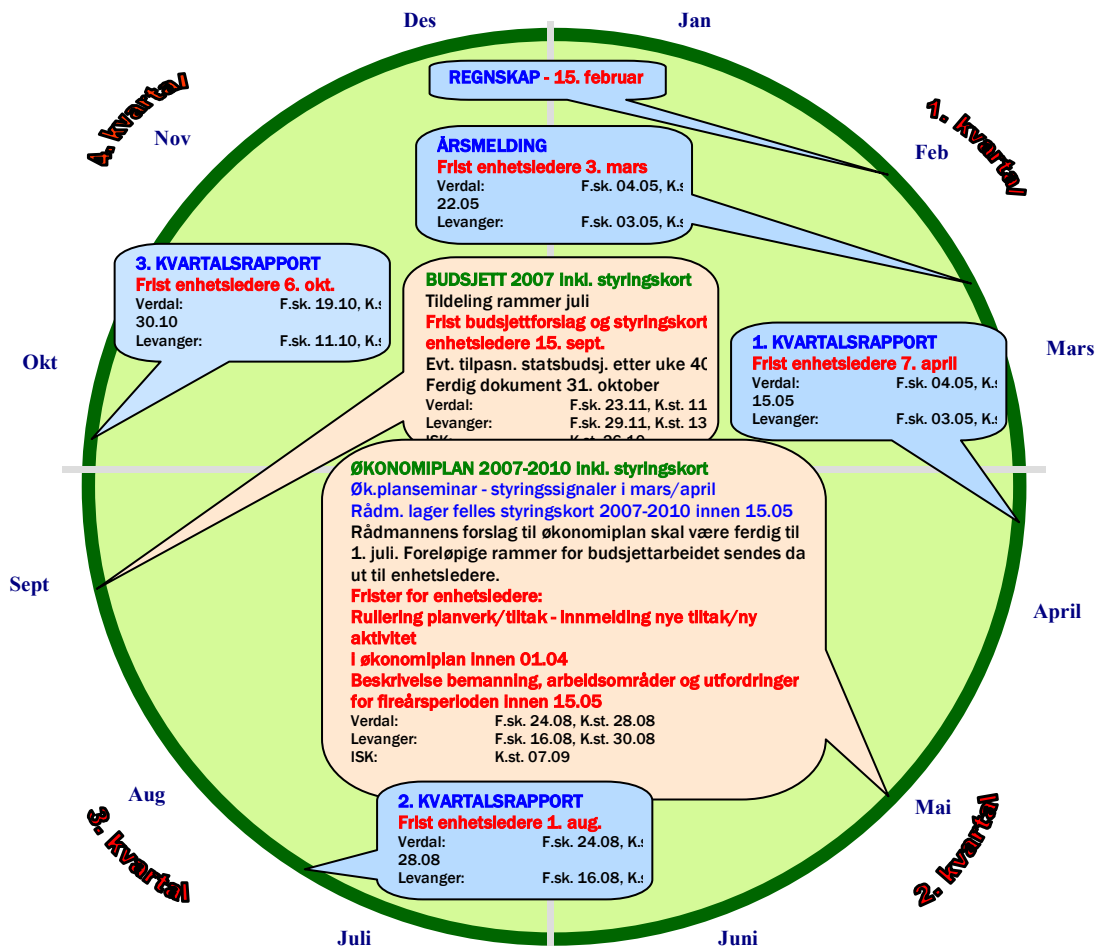 Des
Jan
REGNSKAP - 15. februar
1. kvartal
4. kvartal
Nov
Feb
ÅRSMELDING
Frist enhetsledere 3. mars
Verdal: F.sk. 04.05, K.s
22.05
Levanger: F.sk. 03.05, K.s
3. KVARTALSRAPPORT
Frist enhetsledere 6. okt.
Verdal: F.sk. 19.10, K.s
30.10
Levanger: F.sk. 11.10, K.s
BUDSJETT 2007 inkl. styringskort
Tildeling rammer juli
Frist budsjettforslag og styringskort
enhetsledere 15. sept.
Evt. tilpasn. statsbudsj. etter uke 40
Ferdig dokument 31. oktober
Verdal: F.sk. 23.11, K.st. 11
Levanger: F.sk. 29.11, K.st. 13
ISK: K.st. 26.10
1. KVARTALSRAPPORT
Frist enhetsledere 7. april
Verdal: F.sk. 04.05, K.s
15.05
Levanger: F.sk. 03.05, K.s
Okt
Mars
ØKONOMIPLAN 2007-2010 inkl. styringskort
Øk.planseminar - styringssignaler i mars/april
Rådm. lager felles styringskort 2007-2010 innen 15.05
Rådmannens forslag til økonomiplan skal være ferdig til
1. juli. Foreløpige rammer for budsjettarbeidet sendes da
ut til enhetsledere.
Frister for enhetsledere:
Rullering planverk/tiltak - innmelding nye tiltak/ny
aktivitet
i økonomiplan innen 01.04
Beskrivelse bemanning, arbeidsområder og utfordringer
for fireårsperioden innen 15.05
Verdal: F.sk. 24.08, K.st. 28.08
Levanger: F.sk. 16.08, K.st. 30.08
ISK: K.st. 07.09
Sept
April
2. KVARTALSRAPPORT
Frist enhetsledere 1. aug.
Verdal: F.sk. 24.08, K.s
28.08
Levanger: F.sk. 16.08, K.s
Aug
Mai
3. kvartal
2. kvartal
Juli
Juni